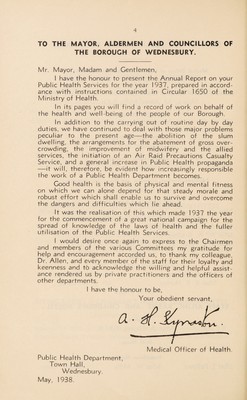 4
TO THE MAYOR, ALDERMEN AND COUNCILLORS OF
THE BOROUGH OF WEDNESBURY.
Mr. Mayor, Madam and Gentlemen,
I have the honour to present the Annual Report on your
Public Health Services for the year 1937, prepared in accord-
ance with instructions contained in Circular 1650 of the
Ministry of Health.
In its pages you will find a record of work on behalf of
the health and well-being of the people of our Borough.
In addition to the carrying out of routine day by day
duties, we have continued to deal with those major problems
peculiar to the present age—the abolition of the slum
dwelling, the arrangements for the abatement of gross over-
crowding, the improvement of midwifery and the allied
services, the initiation of an Air Raid Precautions Casualty
Service, and a general increase in Public Health propaganda
—it will, therefore, be evident how increasingly responsible
the work of a Public Health Department becomes.
Good health is the basis of physical and mental fitness
on which we can alone depend for that steady morale and
robust effort which shall enable us to survive and overcome
the dangers and difficulties which lie ahead.
It was the realisation of this which made 1937 the year
for the commencement of a great national campaign for the
spread of knowledge of the laws of health and the fuller
utilisation of the Public Health Services.
I would desire once again to express to the Chairmen
and members of the various Committees my gratitude for
help and encouragement accorded us, to thank my colleague,
Dr. Allen, and every member of the staff for their loyalty and
keenness and to acknowledge the willing and helpful assist-
ance rendered us by private practitioners and the officers of
other departments.
I have the honour to be,
Your obedient servant,
A. H. Kynaston.
Medical Officer of Health.
Public Health Department,
Town Hall,
Wednesbury.
May, 1938.